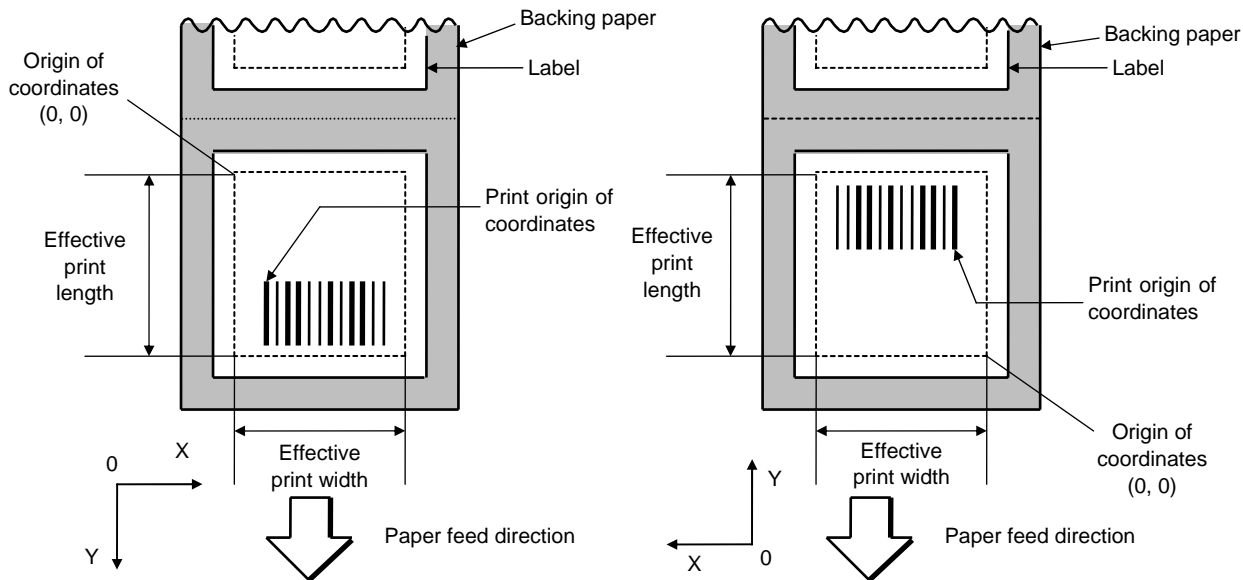 Backing paper
Label
Origin of
coordinates
(0, 0)
Print origin of
coordinates
Effective
print
length
Effective
print width
0
X
Y
Paper feed direction
Backing paper
Label
Effective
print
length
Print origin of
coordinates
Origin of
coordinates
(0, 0)
Effective
print width
Y
X
0
Paper feed direction